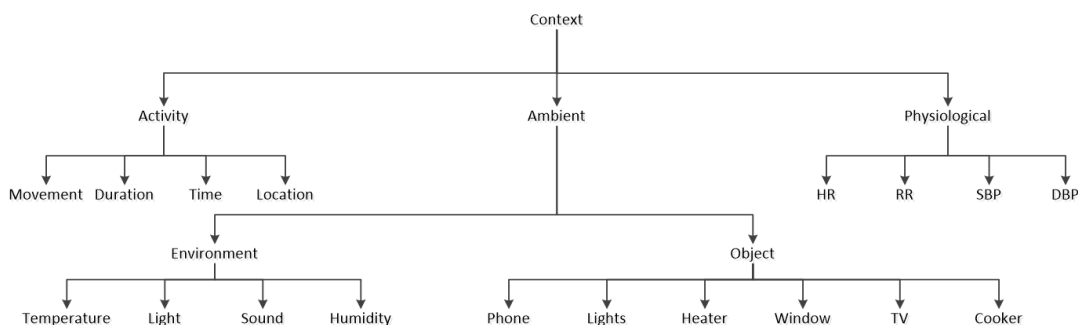 Context
Activity
Ambient
Physiological
Movement
Duration
Time
Location
HR
RR
SBP
DBP
Environment
Object
Temperature
Light
Sound
Humidity
Phone
Lights
Heater
Window
TV
Cooker